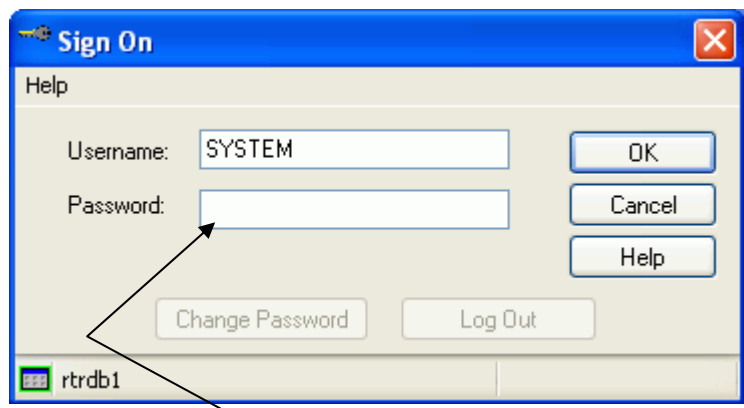 Sign On
Help
Username: SYSTEM OK
Password: Cancel
Help
Change Password Log Out
rtrdb1